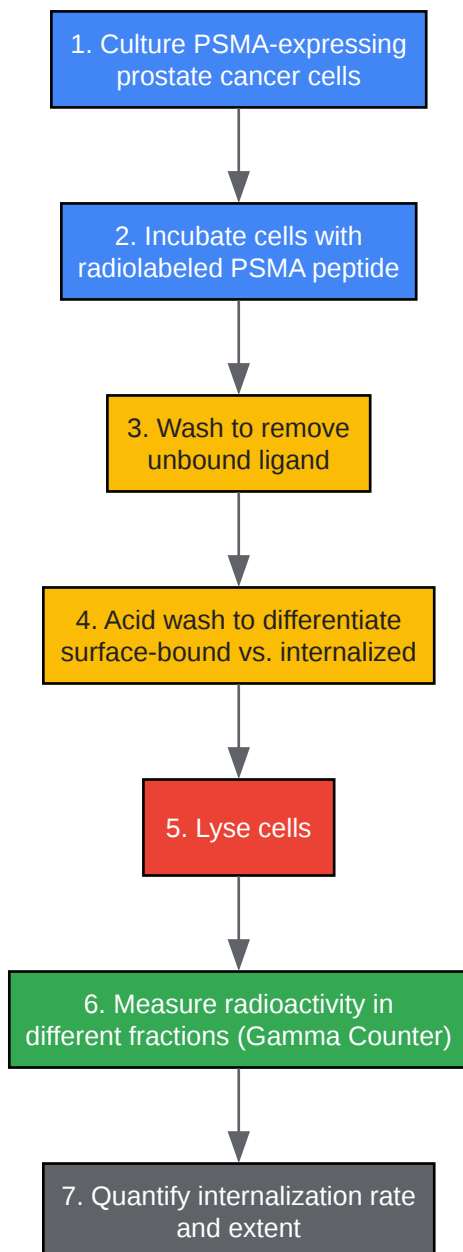 1. Culture PSMA-expressing
prostate cancer cells
2. Incubate cells with
radiolabeled PSMA peptide
3. Wash to remove
unbound ligand
4. Acid wash to differentiate
surface-bound vs. internalized
5. Lyse cells
6. Measure radioactivity in
different fractions (Gamma Counter)
7. Quantify internalization rate
and extent